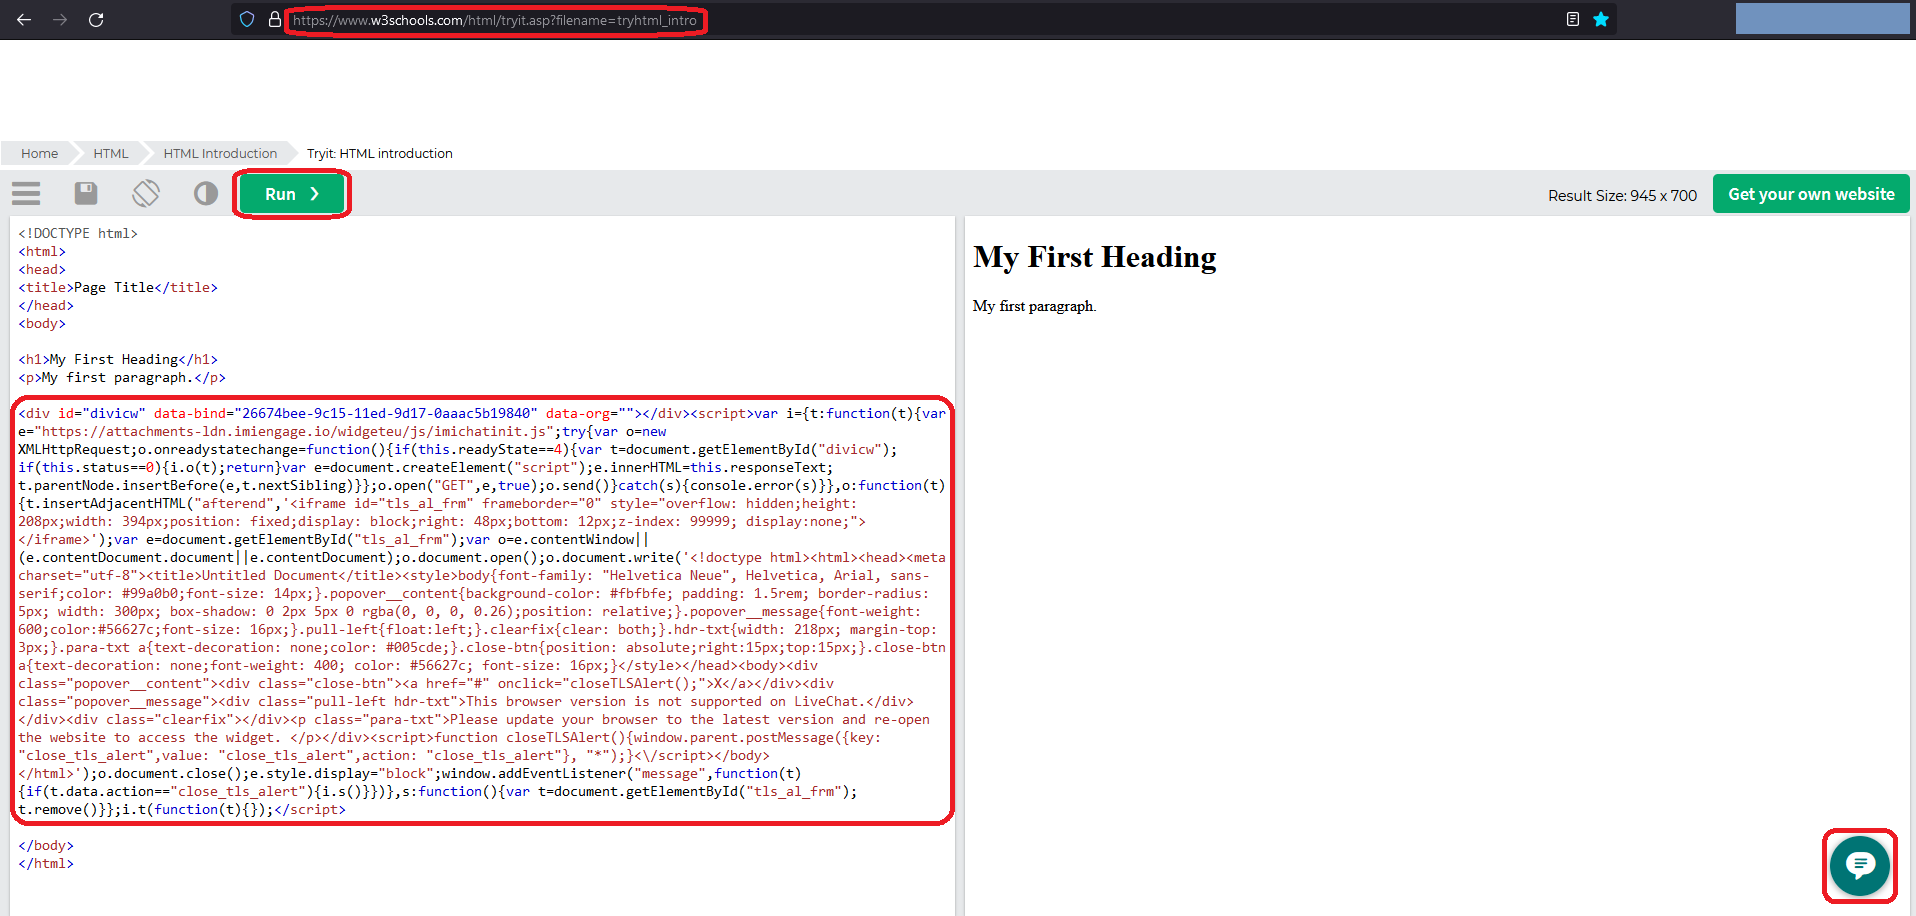 https://www.w3schools.com/html/tryit.asp?filename=tryhtml_intro
Home HTML HTML Introduction Tryit: HTML introduction
Run ❯
Result Size: 945 x 700
Get your own website
<!DOCTYPE html>
<html>
<head>
<title>Page Title</title>
</head>
<body>
<h1>My First Heading</h1>
<p>My first paragraph.</p>
<div id="divicw" data-bind="26674bee-9c15-11ed-9d17-0aaac5b19840" data-org=""></div><script>var i={t:function(t){var
e="https://attachments-ldn.imiengage.io/widgeteu/js/imichatinit.js";try{var o=new
XMLHttpRequest;o.onreadystatechange=function(){if(this.readyState==4){var t=document.getElementById("divicw");
if(this.status==0){i.o(t);return}var e=document.createElement("script");e.innerHTML=this.responseText;
t.parentNode.insertBefore(e,t.nextSibling)}};o.open("GET",e,true);o.send()}catch(s){console.error(s)}},o:function(t)
{t.insertAdjacentHTML("afterend",'<iframe id="tls_al_frm" frameborder="0" style="overflow: hidden;height:
208px;width: 394px;position: fixed;display: block;right: 48px;bottom: 12px;z-index: 99999; display:none;">
</iframe>');var e=document.getElementById("tls_al_frm");var o=e.contentWindow||
(e.contentDocument.document||e.contentDocument);o.document.open();o.document.write('<!doctype html><html><head><meta
charset="utf-8"><title>Untitled Document</title><style>body{font-family: "Helvetica Neue", Helvetica, Arial, sans-
serif;color: #99a0b0;font-size: 14px;}.popover__content{background-color: #fbfbfe; padding: 1.5rem; border-radius:
5px; width: 300px; box-shadow: 0 2px 5px 0 rgba(0, 0, 0, 0.26);position: relative;}.popover__message{font-weight:
600;color:#56627c;font-size: 16px;}.pull-left{float:left;}.clearfix{clear: both;}.hdr-txt{width: 218px; margin-top:
3px;}.para-txt a{text-decoration: none;color: #005cde;}.close-btn{position: absolute;right:15px;top:15px;}.close-btn
a{text-decoration: none;font-weight: 400; color: #56627c; font-size: 16px;}</style></head><body><div
class="popover__content"><div class="close-btn"><a href="#" onclick="closeTLSAlert();">X</a></div><div
class="popover__message"><div class="pull-left hdr-txt">This browser version is not supported on LiveChat.</div>
</div><div class="clearfix"></div><p class="para-txt">Please update your browser to the latest version and re-open
the website to access the widget. </p></div><script>function closeTLSAlert(){window.parent.postMessage({key:
"close_tls_alert",value: "close_tls_alert",action: "close_tls_alert"}, "*");}<\/script></body>
</html>');o.document.close();e.style.display="block";window.addEventListener("message",function(t)
{if(t.data.action=="close_tls_alert"){i.s()}})},s:function(){var t=document.getElementById("tls_al_frm");
t.remove()}};i.t(function(t){});</script>
</body>
</html>
My First Heading
My first paragraph.